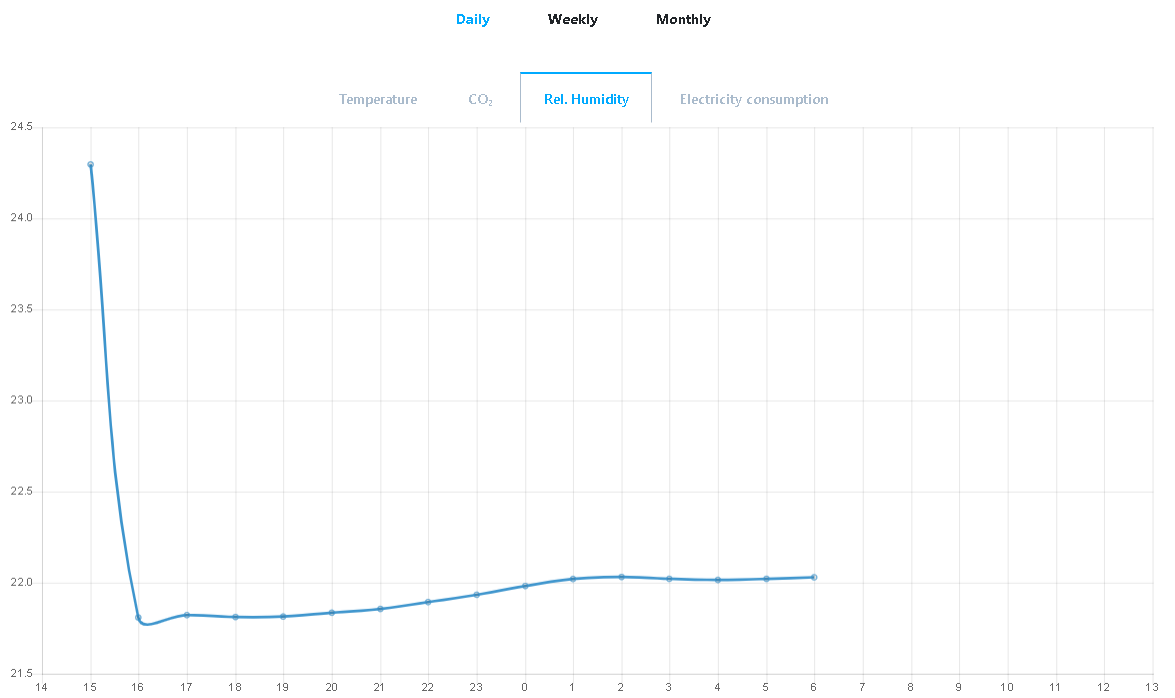 Daily Weekly Monthly
Temperature CO₂ Rel. Humidity Electricity consumption
24.5
24.0
23.5
23.0
22.5
22.0
21.5
14 15 16 17 18 19 20 21 22 23 0 1 2 3 4 5 6 7 8 9 10 11 12 13